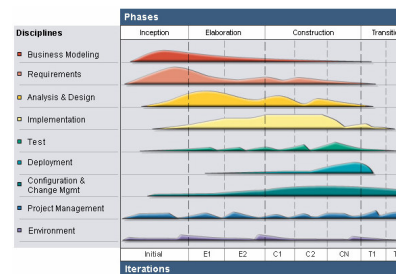 Phases
Disciplines
Inception Elaboration Construction
Business Modeling
Requirements
Analysis & Design
Implementation
Test
Deployment
Configuration &
Change Mgmt
Project Management
Environment
Initial E1 E2 C1 C2 CN T1
Iterations